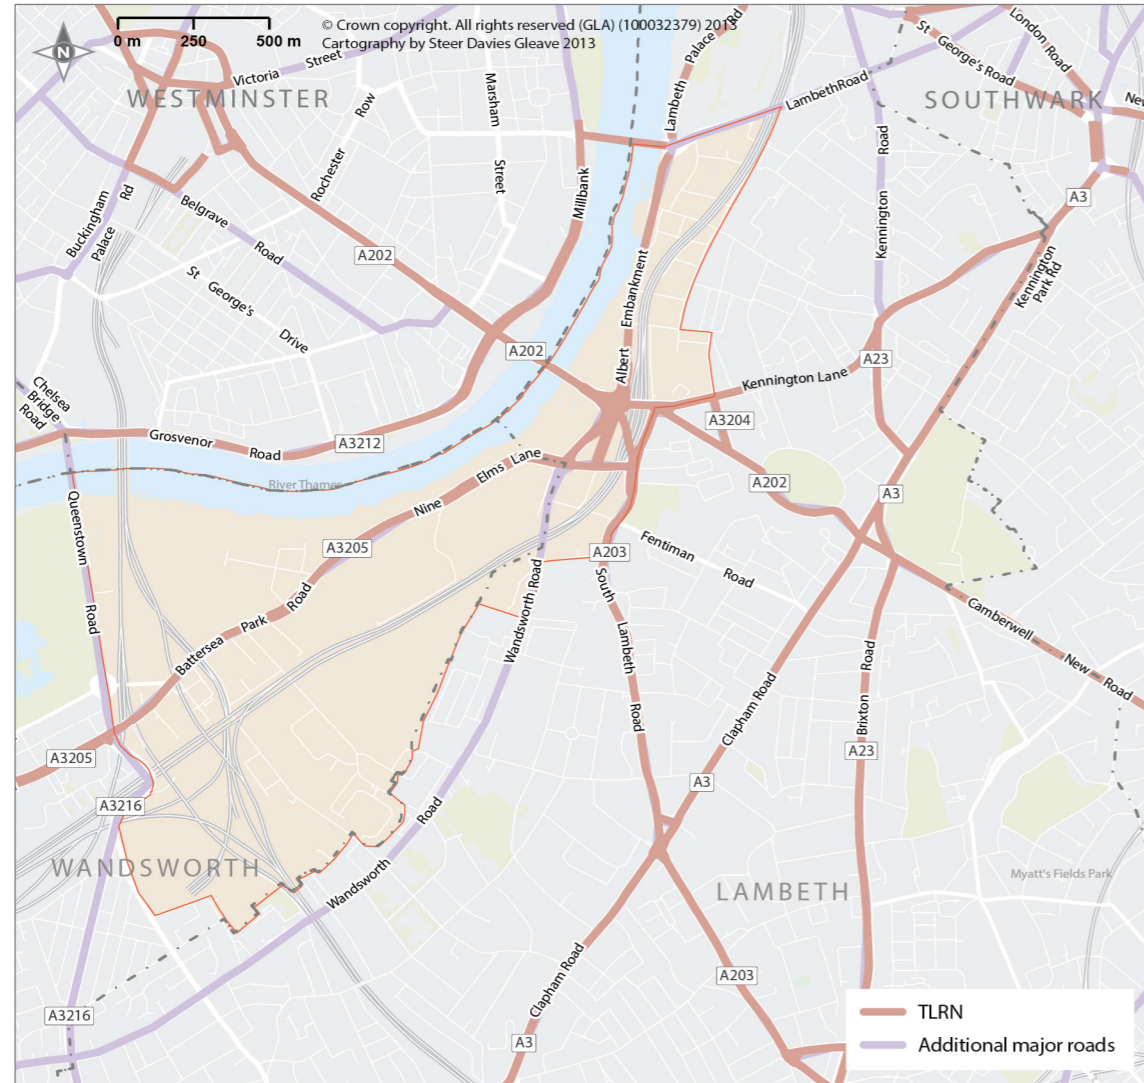 0 m 250 500 m
© Crown copyright. All rights reserved (GLA) (100032379) 2013
Cartography by Steer Davies Gleave 2013
N
Victoria Street
WESTMINSTER
Rochester Row
Marsham Street
Millbank
Lambeth Palace Rd
Lambeth Road
St George's Road
London Road
SOUTHWARK
New
Buckingham
Palace Rd
Belgrave Road
St George's Drive
A202
A202
Albert Embankment
Kennington Road
A3
Kennington
Park Rd
A23
Kennington Lane
A3204
Chelsea
Bridge
Road
Grosvenor Road
A3212
River Thames
Queenstown Road
Nine Elms Lane
A3205
Battersea Park Road
A202
A3
A203
Fentiman Road
South Lambeth Road
Wandsworth Road
Camberwell New Road
Clapham Road
Brixton Road
A23
A3
A3205
A3216
WANDSWORTH
Wandsworth Road
LAMBETH
Myatt's Fields Park
Clapham Road
A203
A3216
A3
TLRN
Additional major roads